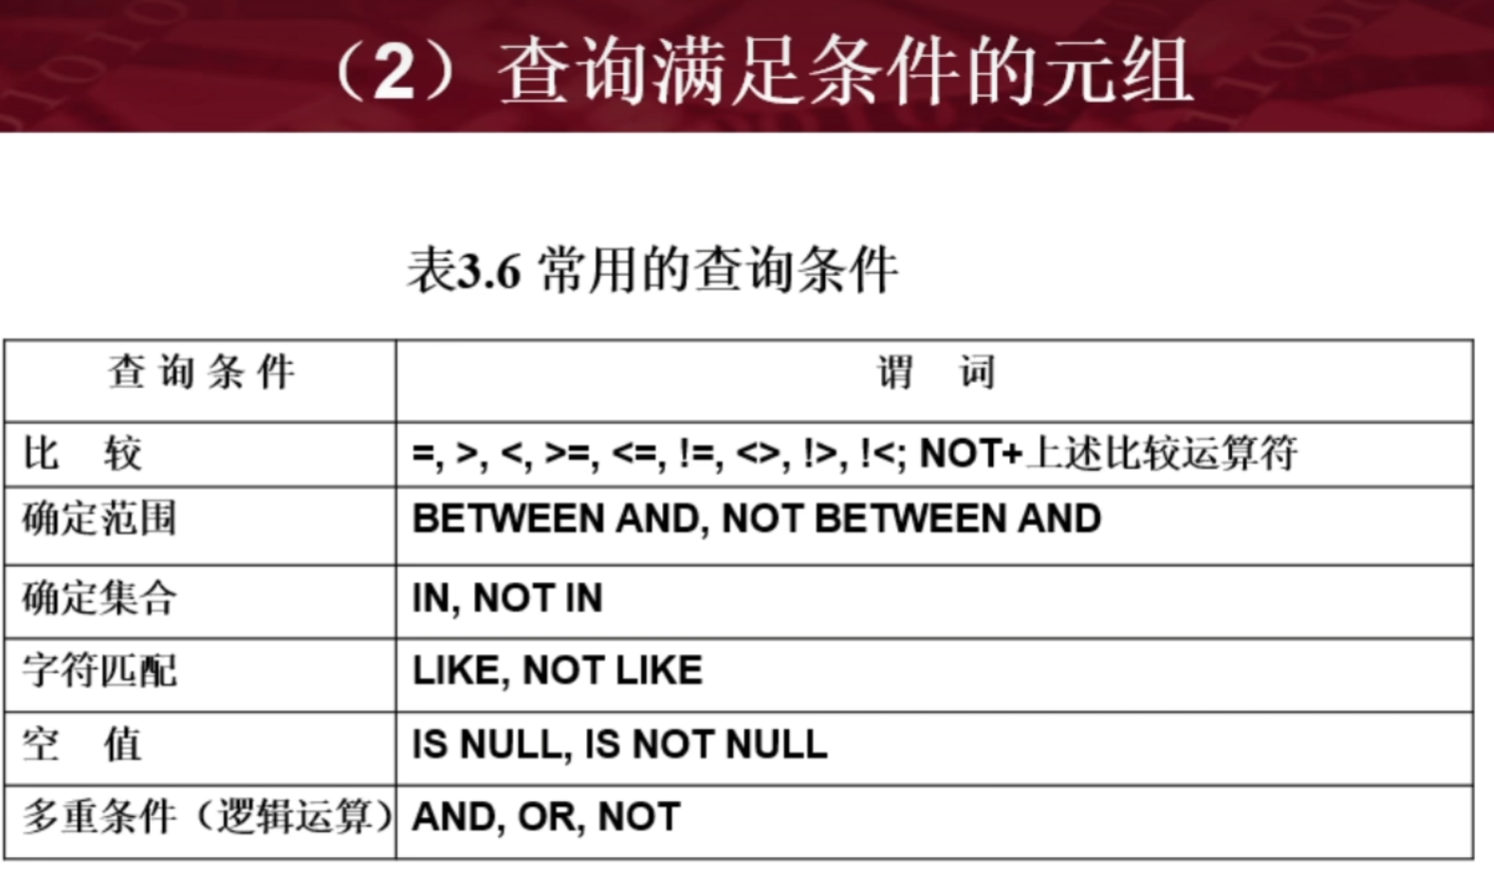 （2）查询满足条件的元组
表3.6 常用的查询条件
查 询 条 件 谓 词
比 较 =, >, <, >=, <=, !=, <>, !>, !<; NOT+上述比较运算符
确定范围 BETWEEN AND, NOT BETWEEN AND
确定集合 IN, NOT IN
字符匹配 LIKE, NOT LIKE
空 值 IS NULL, IS NOT NULL
多重条件（逻辑运算） AND, OR, NOT